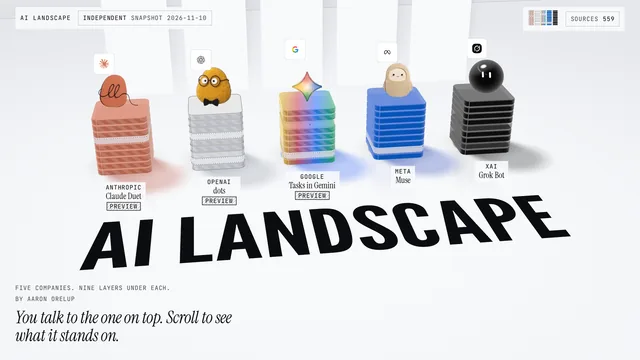 AI LANDSCAPE
INDEPENDENT SNAPSHOT 2026-11-10
SOURCES 559
ANTHROPIC
Claude Duet
PREVIEW
OPENAI
dots
PREVIEW
GOOGLE
Tasks in Gemini
PREVIEW
META
Muse
XAI
Grok Bot
AI LANDSCAPE
FIVE COMPANIES. NINE LAYERS UNDER EACH.
BY AARON DRELUP
You talk to the one on top. Scroll to see
what it stands on.